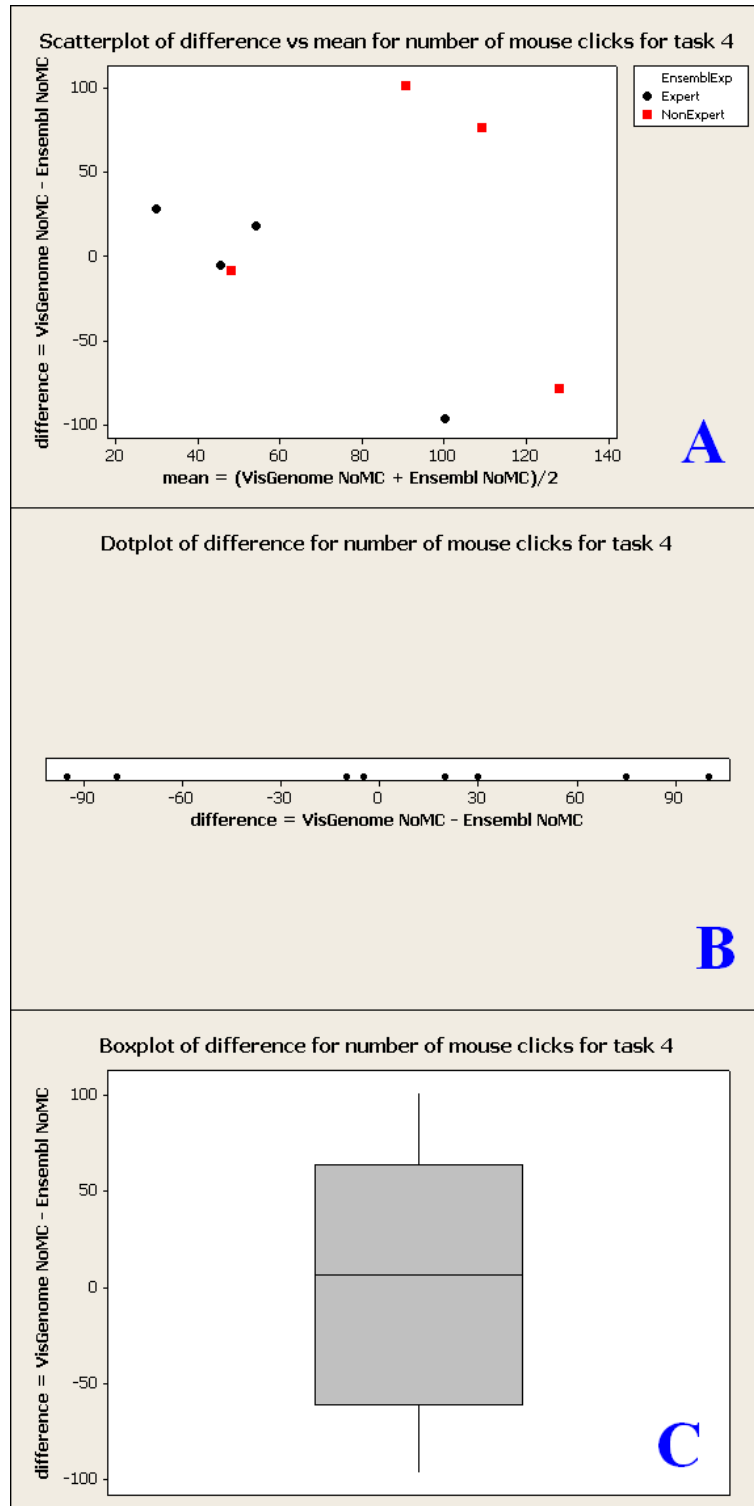 Scatterplot of difference vs mean for number of mouse clicks for task 4
difference = VisGenome NoMC - Ensembl NoMC
100
50
0
-50
-100
20 40 60 80 100 120 140
mean = (VisGenome NoMC + Ensembl NoMC)/2
EnsemblExp
Expert
NonExpert
A
Dotplot of difference for number of mouse clicks for task 4
-90 -60 -30 0 30 60 90
difference = VisGenome NoMC - Ensembl NoMC
B
Boxplot of difference for number of mouse clicks for task 4
difference = VisGenome NoMC - Ensembl NoMC
100
50
0
-50
-100
C